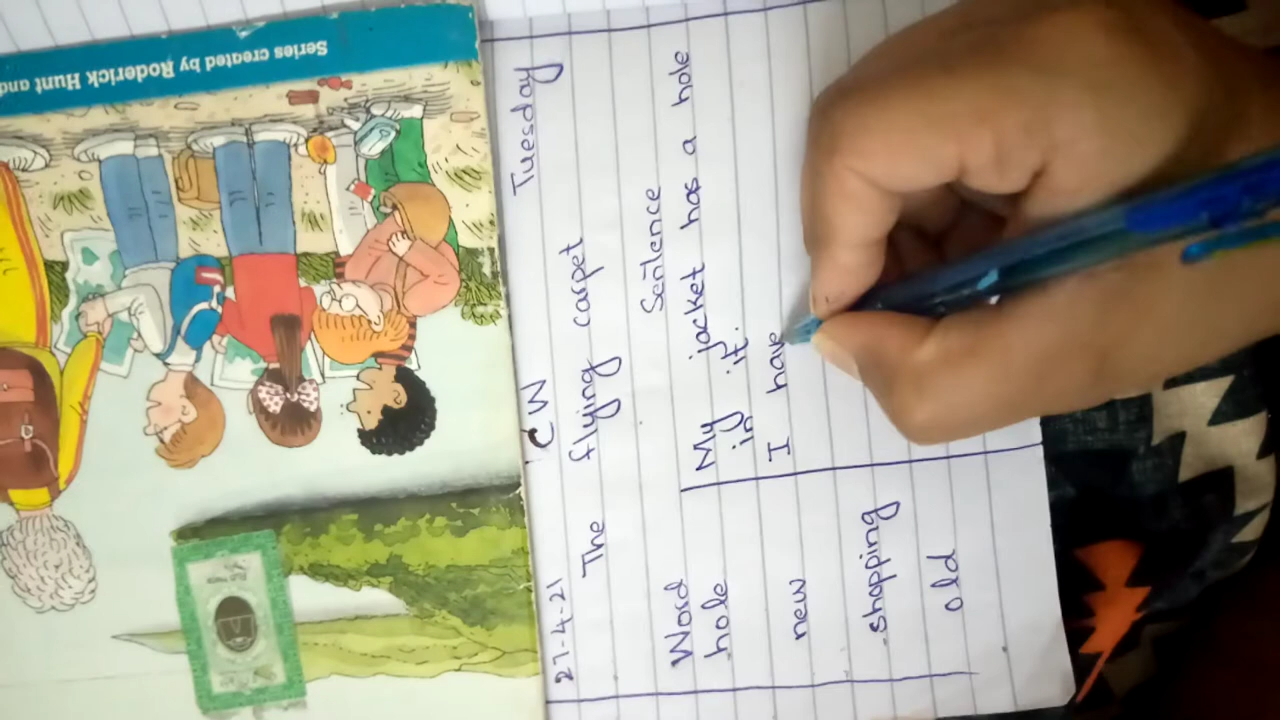 Series created by Roderick Hunt and
27-4-21 CW Tuesday
The flying carpet
Word Sentence
hole My jacket has a hole
in it.
new I have
shopping
old